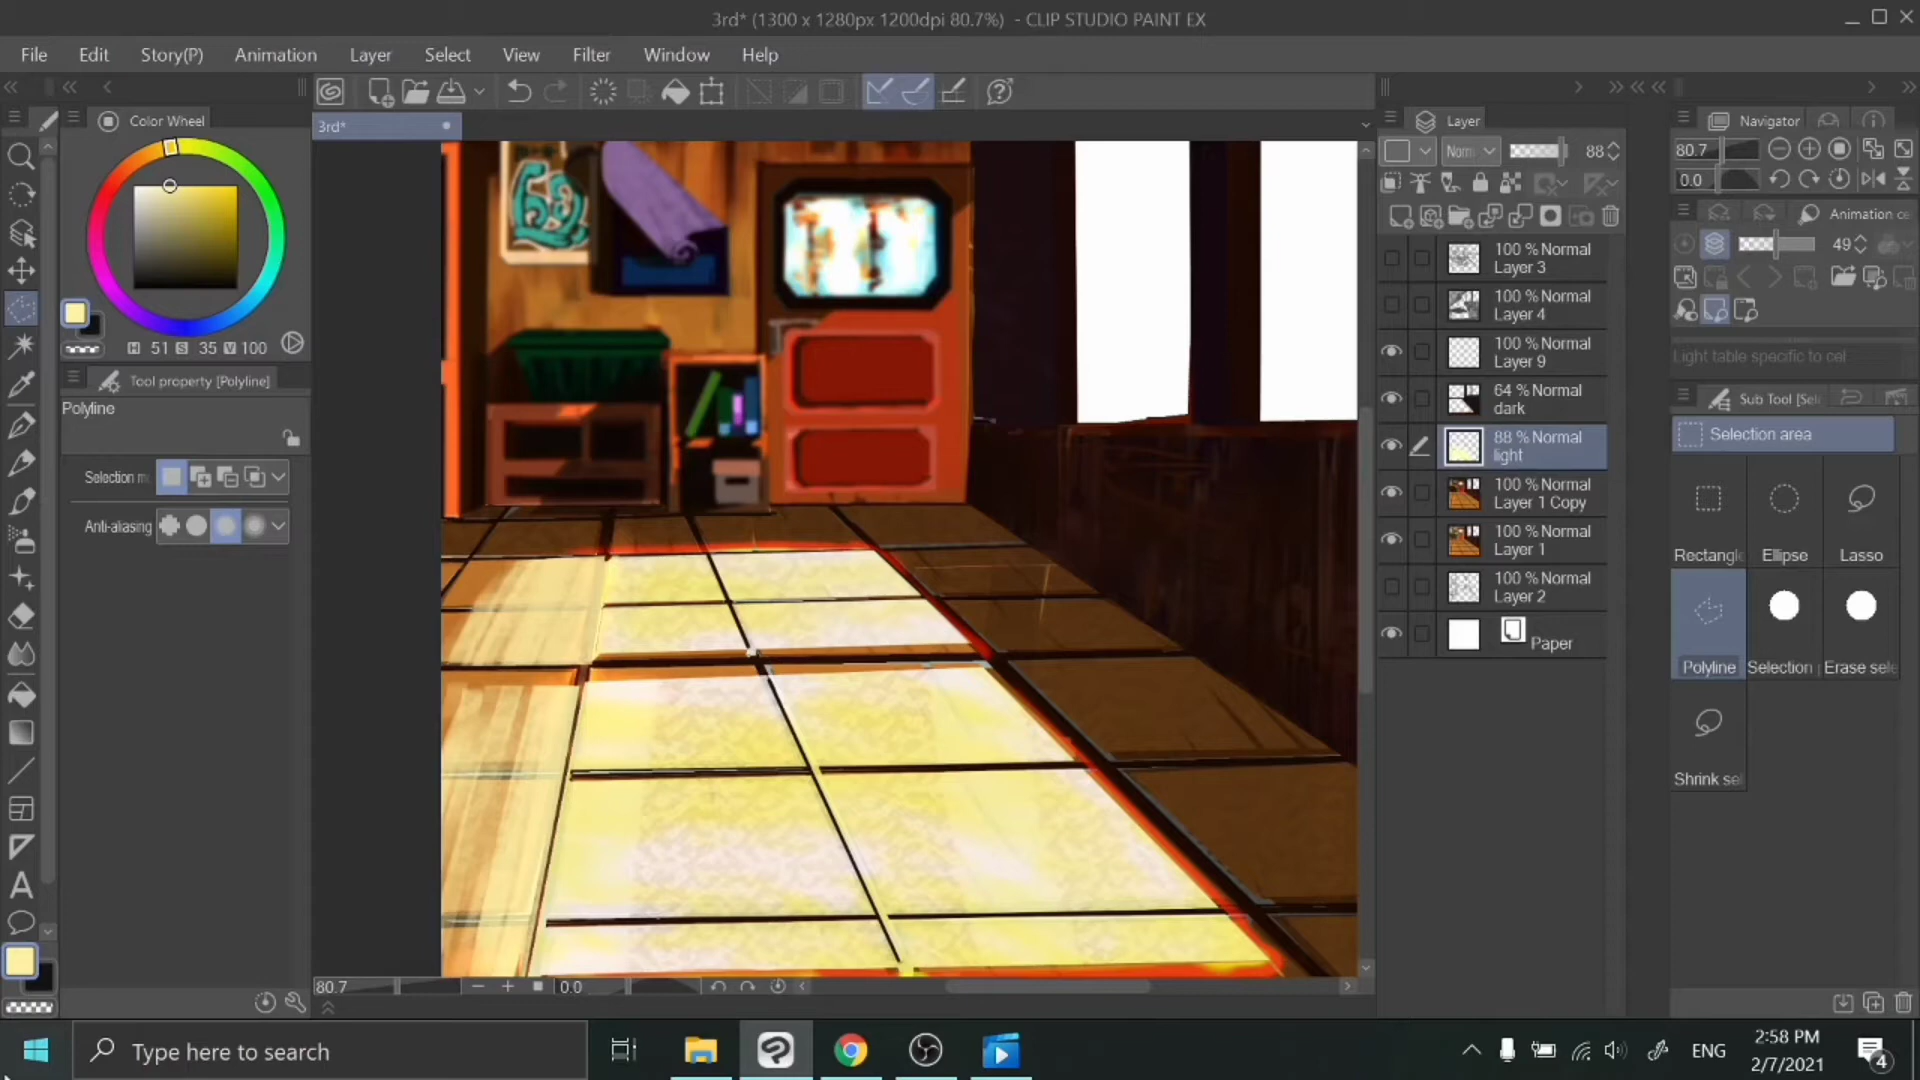 3rd* (1300 x 1280px 1200dpi 80.7%) - CLIP STUDIO PAINT EX
File Edit Story(P) Animation Layer Select View Filter Window Help
Color Wheel
3rd*
Layer
Navigator
Norm
88
80.7
0.0
Animation ce
49
100 %Normal
Layer 3
100 %Normal
Layer 4
100 %Normal
Layer 9
64 %Normal
dark
88 %Normal
light
100 %Normal
Layer 1 Copy
100 %Normal
Layer 1
100 %Normal
Layer 2
Paper
H 51 S 35 V 100
Tool property [Polyline]
Polyline
Selection m
Anti-aliasing
Light table specific to cel
Sub Tool [Sel
Selection area
Rectangle Ellipse Lasso
Polyline Selection Erase sele
Shrink sel
80.7
0.0
Type here to search
ENG
2:58 PM
2/7/2021
4